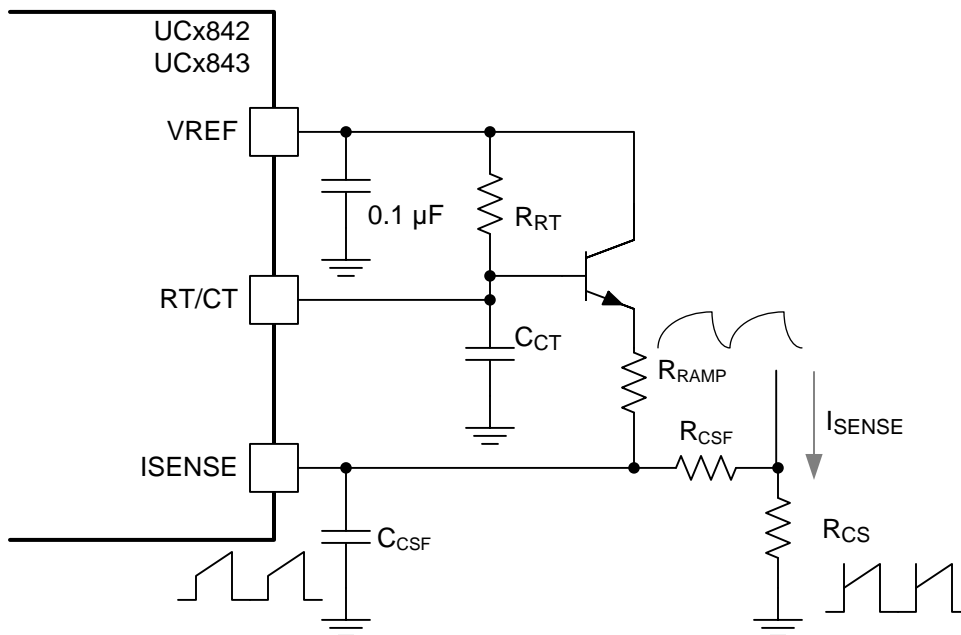 UCx842
UCx843
VREF
0.1 µF
RRT
RT/CT
CCT
RRAMP
ISENSE
RCSF
ISENSE
CCSF
RCS